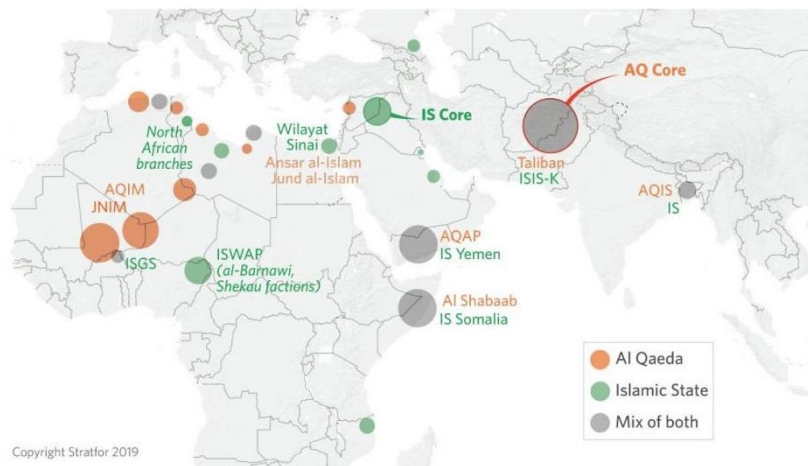 AQ Core
IS Core
North
African
branches
Wilayat
Sinai
Ansar al-Islam
Jund al-Islam
Taliban
ISIS-K
AQIM
JNIM
AQIS
IS
ISGS
ISWAP
(al-Barnawi,
Shekau factions)
AQAP
IS Yemen
Al Shabaab
IS Somalia
Al Qaeda
Islamic State
Mix of both
Copyright Stratfor 2019